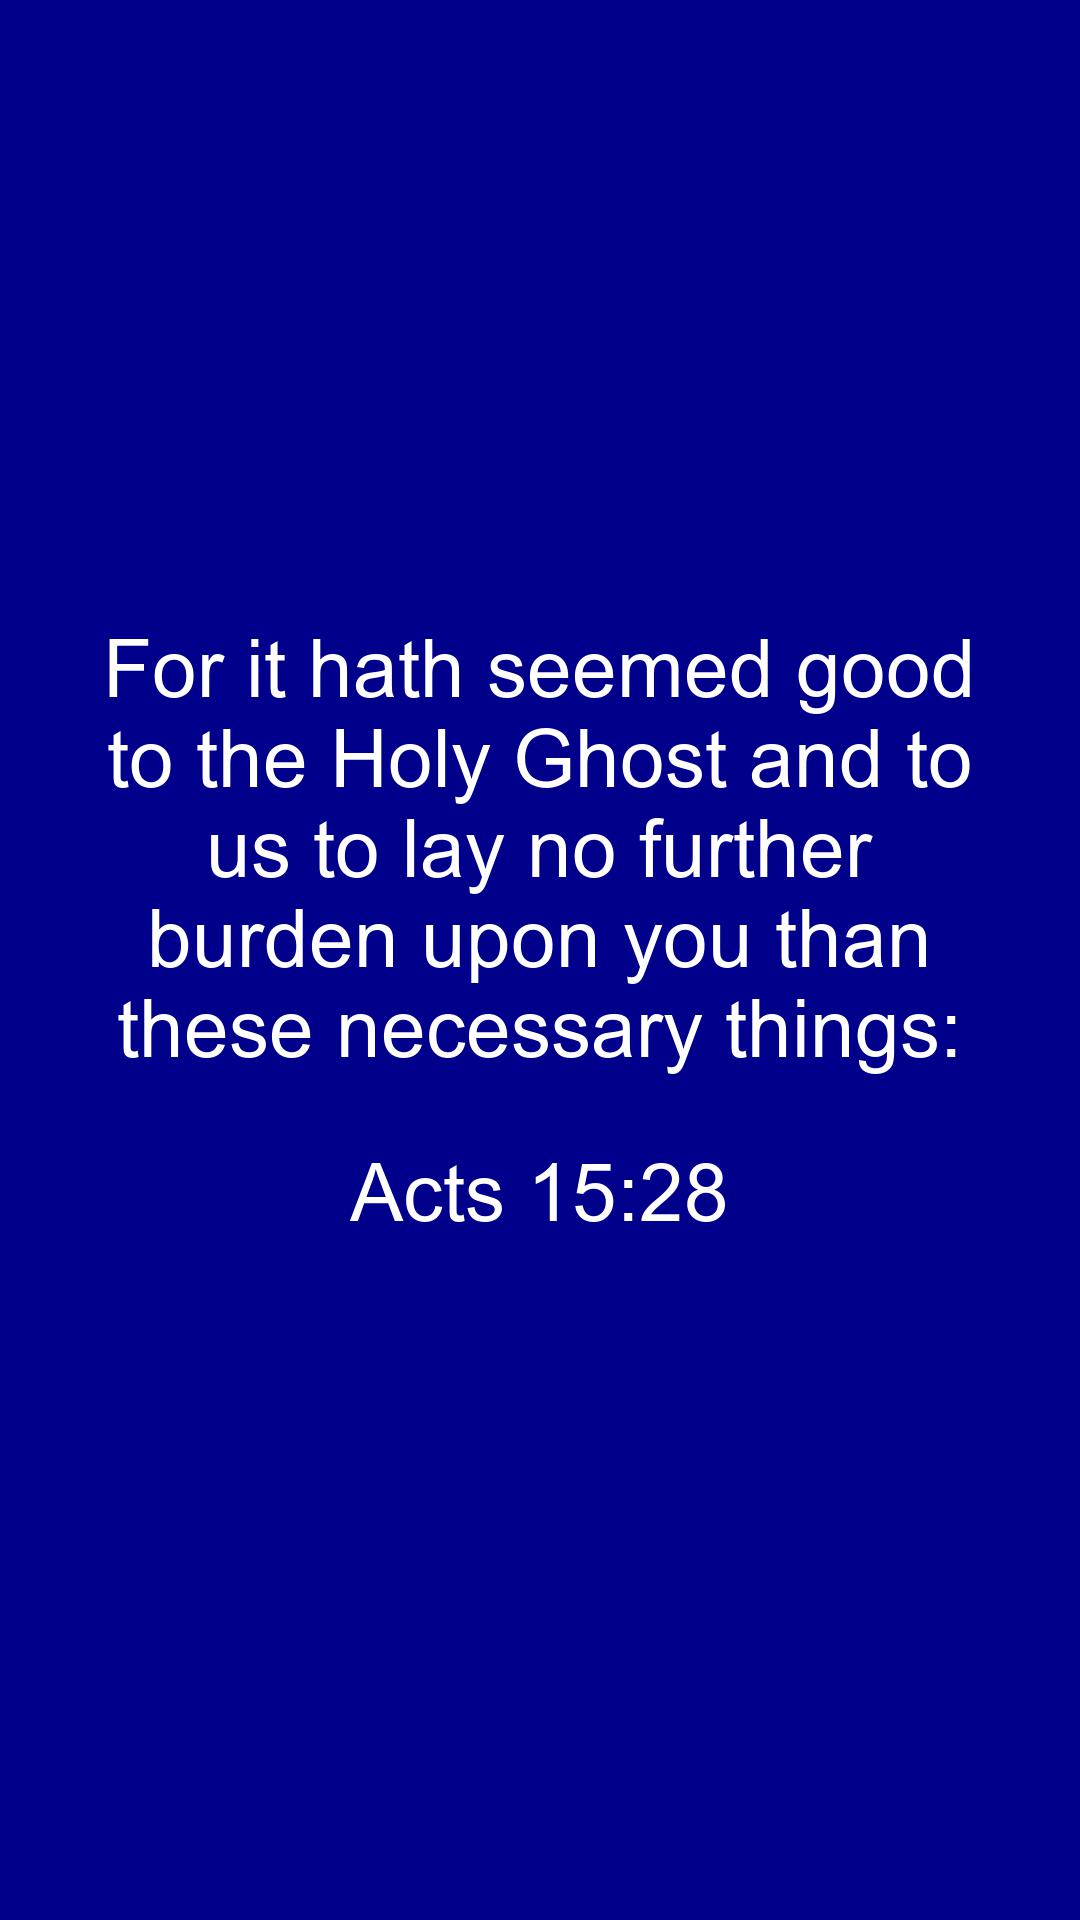 For it hath seemed good
to the Holy Ghost and to
us to lay no further
burden upon you than
these necessary things:
Acts 15:28